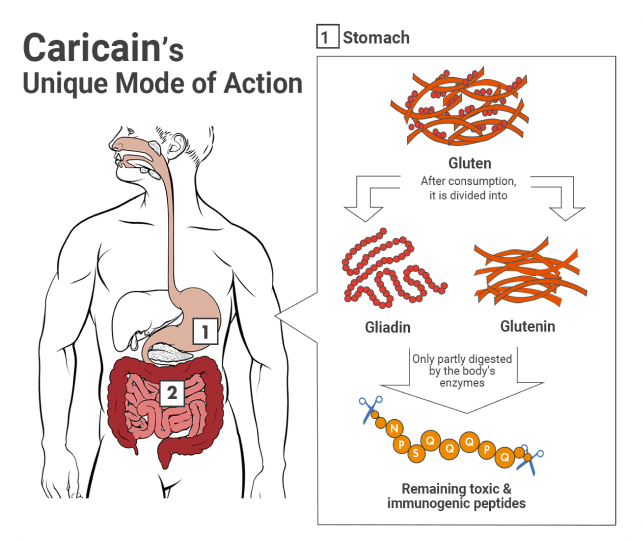 Caricain's
Unique Mode of Action
1 Stomach
Gluten
After consumption,
it is divided into
Gliadin
Glutenin
Only partly digested
by the body's
enzymes
N
P
S
Q
Q
Q
P
Q
Remaining toxic &
immunogenic peptides
1
2